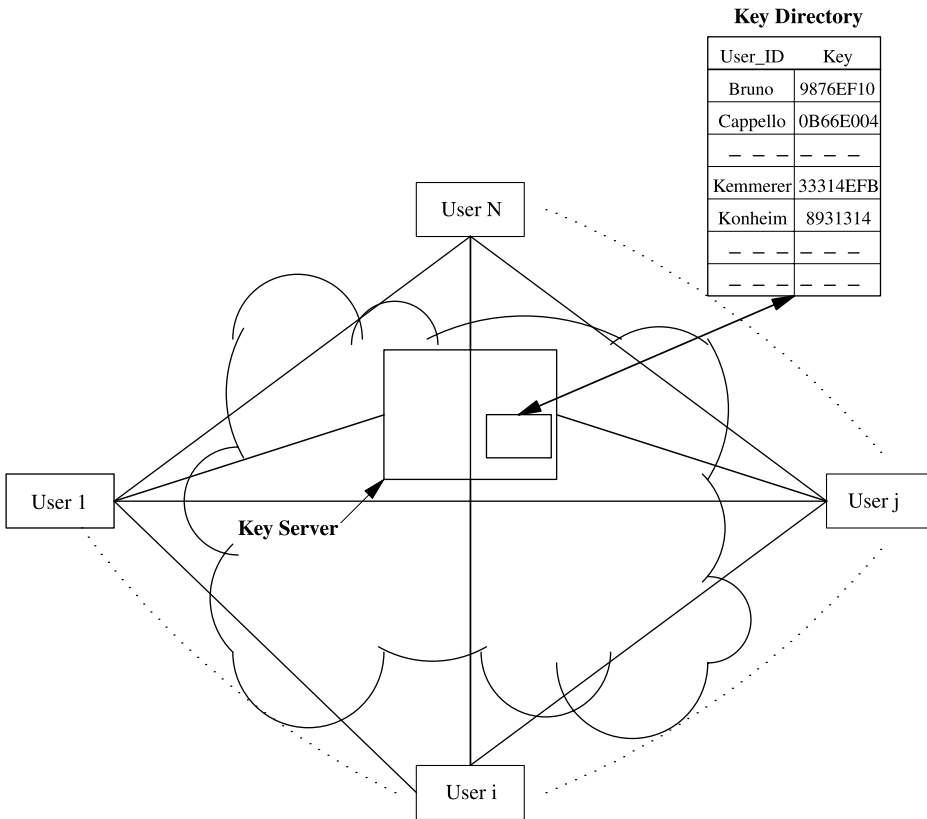 Key Directory
User_ID Key
Bruno 9876EF10
Cappello 0B66E004
_ _ _ _ _ _
Kemmerer 33314EFB
Konheim 8931314
_ _ _ _ _ _
_ _ _ _ _ _
User N
User 1
Key Server
User j
User i